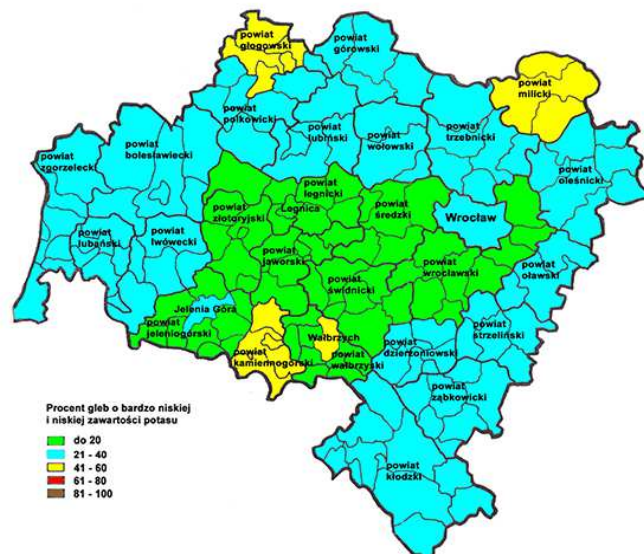 powiat
głogowski
powiat
górowski
powiat
milicki
powiat
polkowicki
powiat
lubiński
powiat
wołowski
powiat
trzebnicki
powiat
oleśnicki
powiat
zgorzelecki
powiat
bolesławiecki
powiat
legnicki
powiat
złotoryjski
Legnica
powiat
średzki
Wrocław
powiat
lubański
powiat
lwówecki
powiat
jaworski
powiat
świdnicki
powiat
wrocławski
powiat
oławski
Jelenia Góra
powiat
jeleniogórski
powiat
kamiennogórski
Wałbrzych
powiat
wałbrzyski
powiat
dzierżoniowski
powiat
strzeliński
powiat
ząbkowicki
powiat
kłodzki
Procent gleb o bardzo niskiej
i niskiej zawartości potasu
do 20
21 - 40
41 - 60
61 - 80
81 - 100